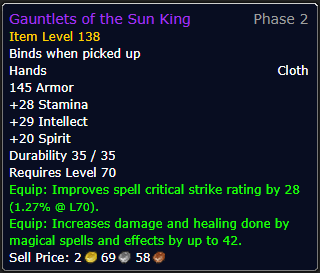 Gauntlets of the Sun King Phase 2
Item Level 138
Binds when picked up
Hands Cloth
145 Armor
+28 Stamina
+29 Intellect
+20 Spirit
Durability 35 / 35
Requires Level 70
Equip: Improves spell critical strike rating by 28
(1.27% @ L70).
Equip: Increases damage and healing done by
magical spells and effects by up to 42.
Sell Price: 2 69 58